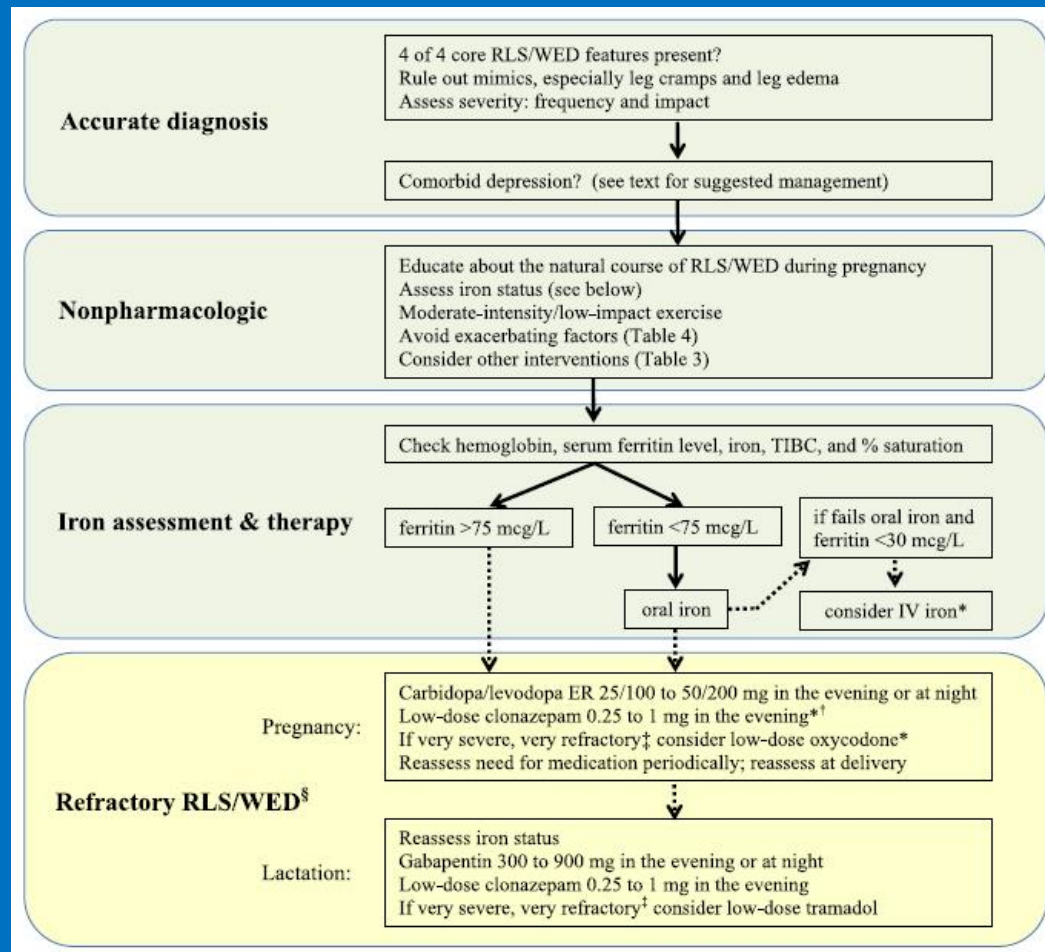 4 of 4 core RLS/WED features present?
Rule out mimics, especially leg cramps and leg edema
Assess severity: frequency and impact
Accurate diagnosis
Comorbid depression? (see text for suggested management)
Educate about the natural course of RLS/WED during pregnancy
Assess iron status (see below)
Nonpharmacologic
Moderate-intensity/low-impact exercise
Avoid exacerbating factors (Table 4)
Consider other interventions (Table 3)
Check hemoglobin, serum ferritin level, iron, TIBC, and % saturation
Iron assessment & therapy
ferritin >75 mcg/L
ferritin <75 mcg/L
if fails oral iron and
ferritin <30 mcg/L
oral iron
consider IV iron*
Pregnancy:
Carbidopa/levodopa ER 25/100 to 50/200 mg in the evening or at night
Low-dose clonazepam 0.25 to 1 mg in the evening*†
If very severe, very refractory‡ consider low-dose oxycodone*
Reassess need for medication periodically; reassess at delivery
Refractory RLS/WED§
Lactation:
Reassess iron status
Gabapentin 300 to 900 mg in the evening or at night
Low-dose clonazepam 0.25 to 1 mg in the evening
If very severe, very refractory‡ consider low-dose tramadol